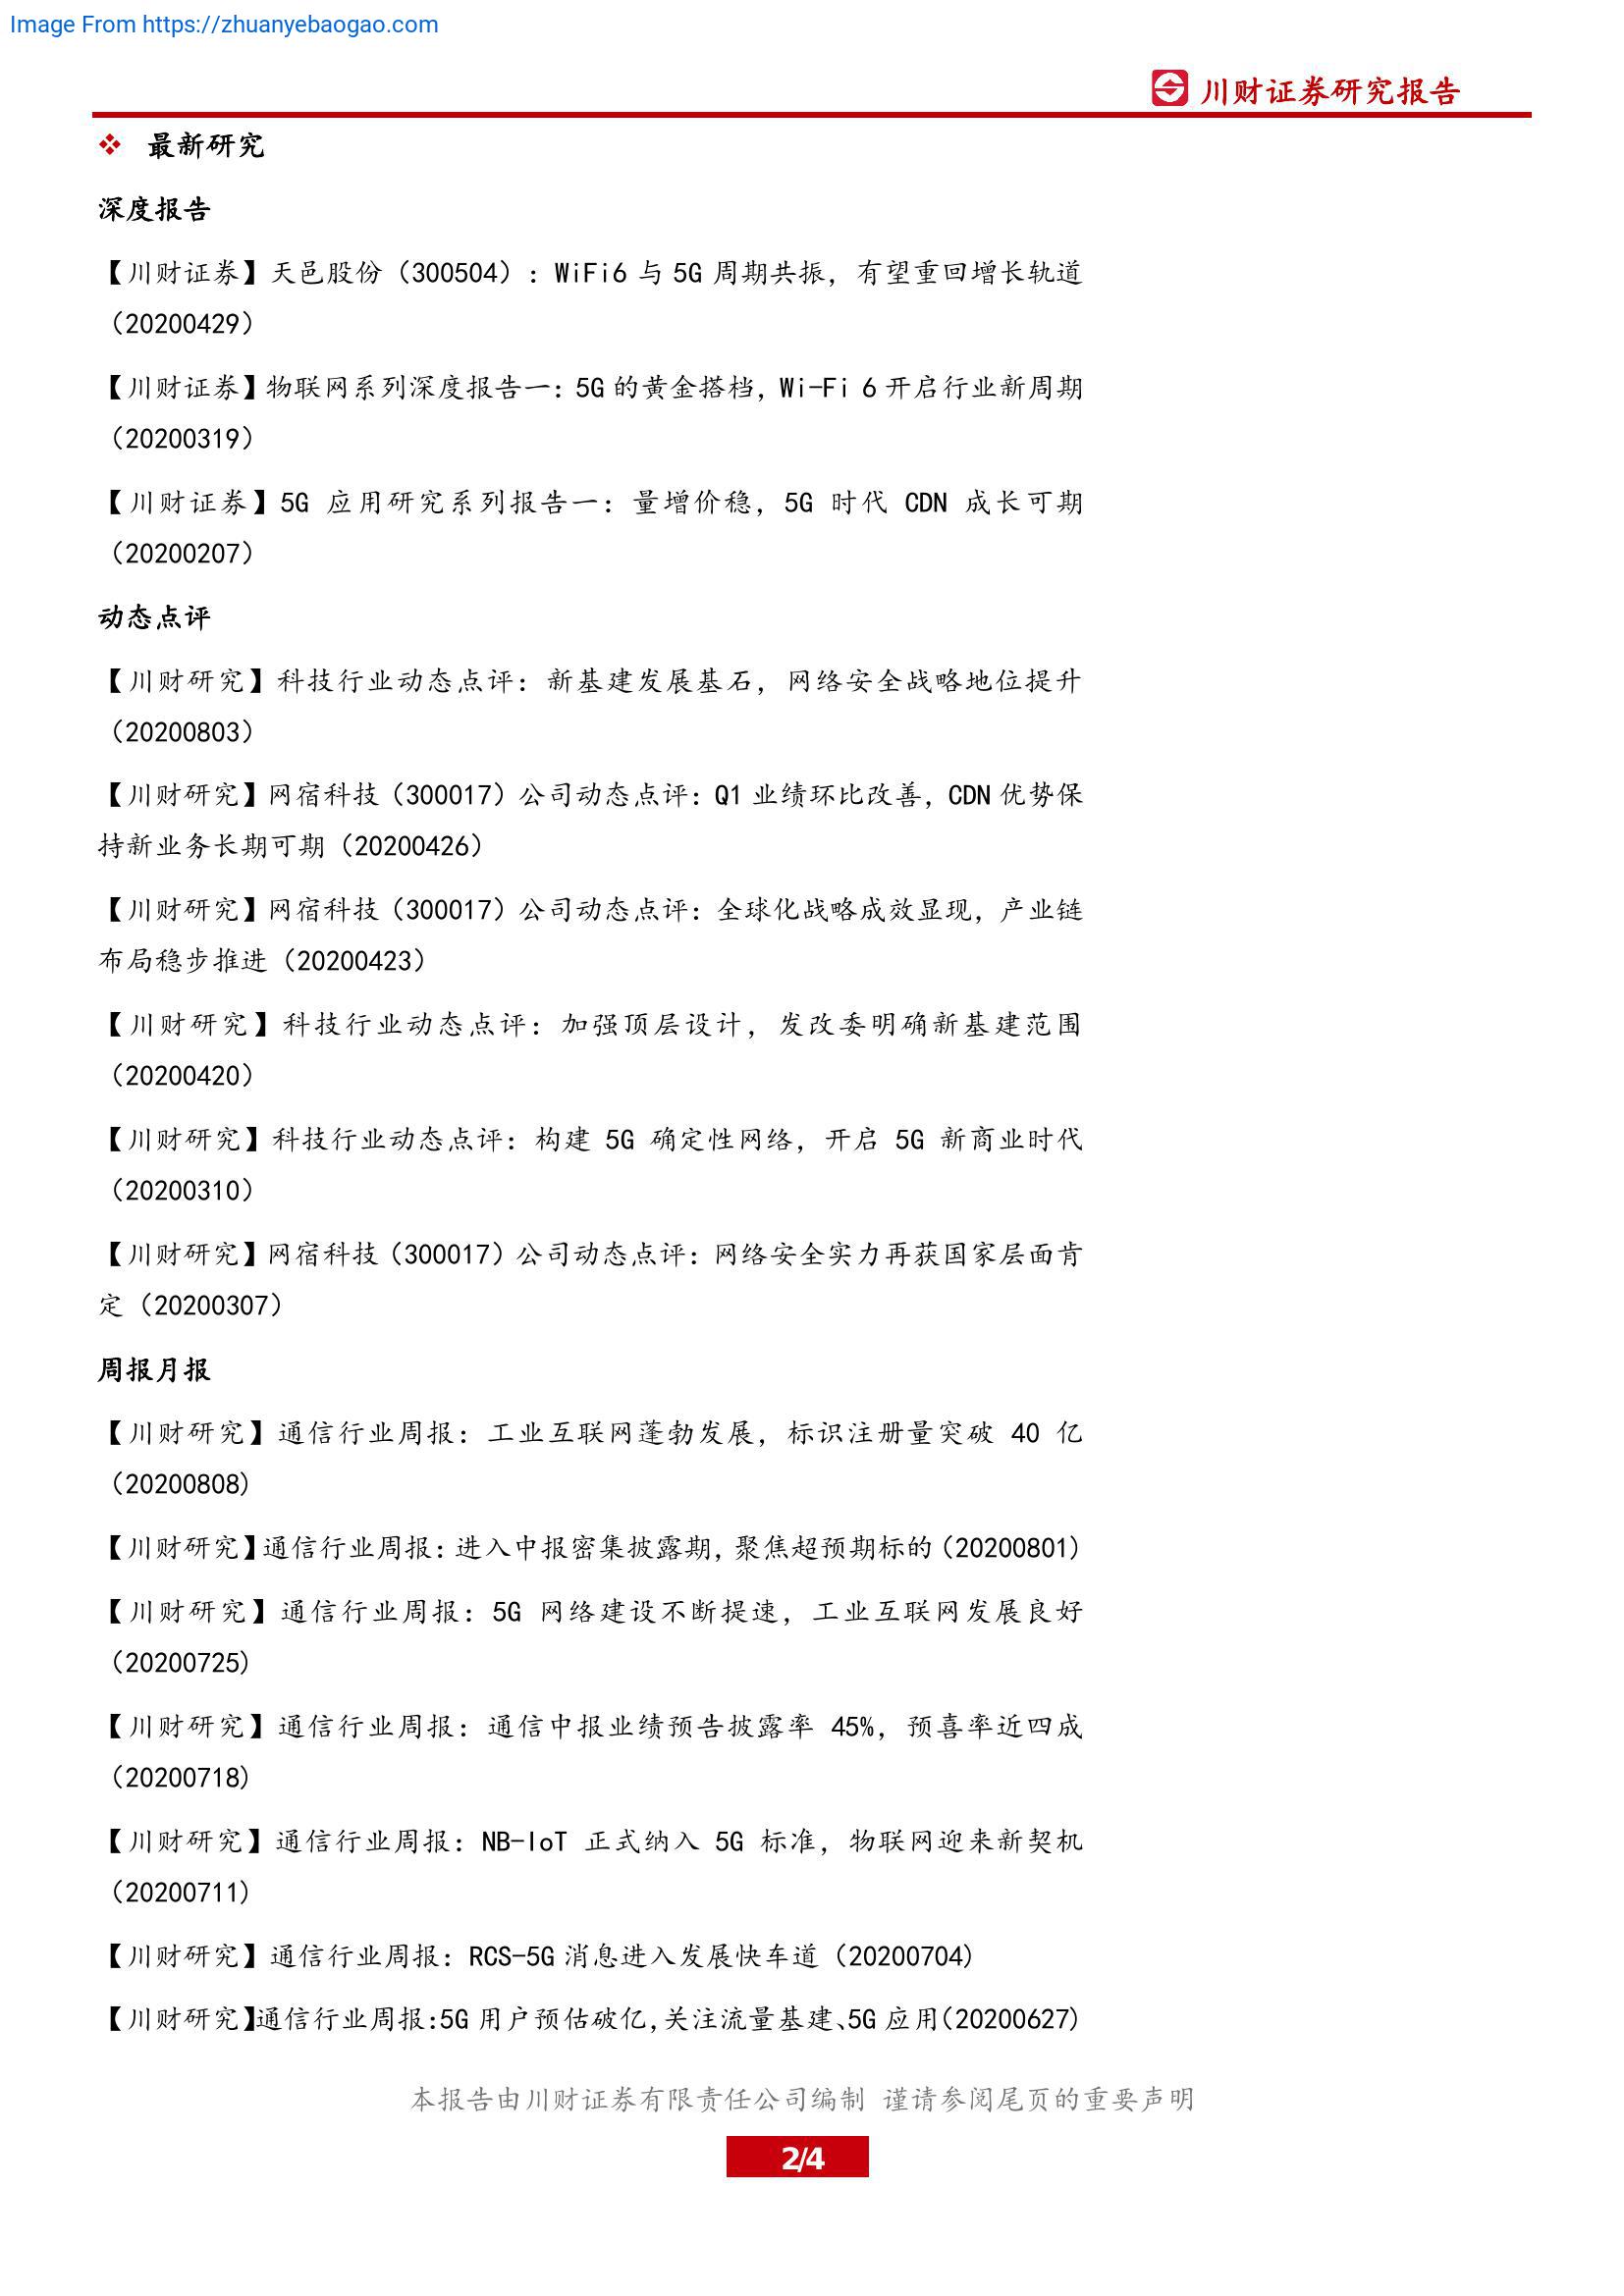 Image From https://zhuanyebaogao.com
川财证券研究报告
❖ 最新研究
深度报告
【川财证券】天邑股份（300504）：WiFi6 与 5G 周期共振，有望重回增长轨道
（20200429）
【川财证券】物联网系列深度报告一：5G 的黄金搭档，Wi-Fi 6 开启行业新周期
（20200319）
【川财证券】5G 应用研究系列报告一：量增价稳，5G 时代 CDN 成长可期
（20200207）
动态点评
【川财研究】科技行业动态点评：新基建发展基石，网络安全战略地位提升
（20200803）
【川财研究】网宿科技（300017）公司动态点评：Q1 业绩环比改善，CDN 优势保
持新业务长期可期（20200426）
【川财研究】网宿科技（300017）公司动态点评：全球化战略成效显现，产业链
布局稳步推进（20200423）
【川财研究】科技行业动态点评：加强顶层设计，发改委明确新基建范围
（20200420）
【川财研究】科技行业动态点评：构建 5G 确定性网络，开启 5G 新商业时代
（20200310）
【川财研究】网宿科技（300017）公司动态点评：网络安全实力再获国家层面肯
定（20200307）
周报月报
【川财研究】通信行业周报：工业互联网蓬勃发展，标识注册量突破 40 亿
（20200808)
【川财研究】通信行业周报：进入中报密集披露期，聚焦超预期标的（20200801)
【川财研究】通信行业周报：5G 网络建设不断提速，工业互联网发展良好
（20200725)
【川财研究】通信行业周报：通信中报业绩预告披露率 45%，预喜率近四成
（20200718)
【川财研究】通信行业周报：NB-IoT 正式纳入 5G 标准，物联网迎来新契机
（20200711)
【川财研究】通信行业周报：RCS-5G 消息进入发展快车道（20200704)
【川财研究】通信行业周报：5G 用户预估破亿，关注流量基建、5G 应用（20200627)
本报告由川财证券有限责任公司编制 谨请参阅尾页的重要声明
2/4